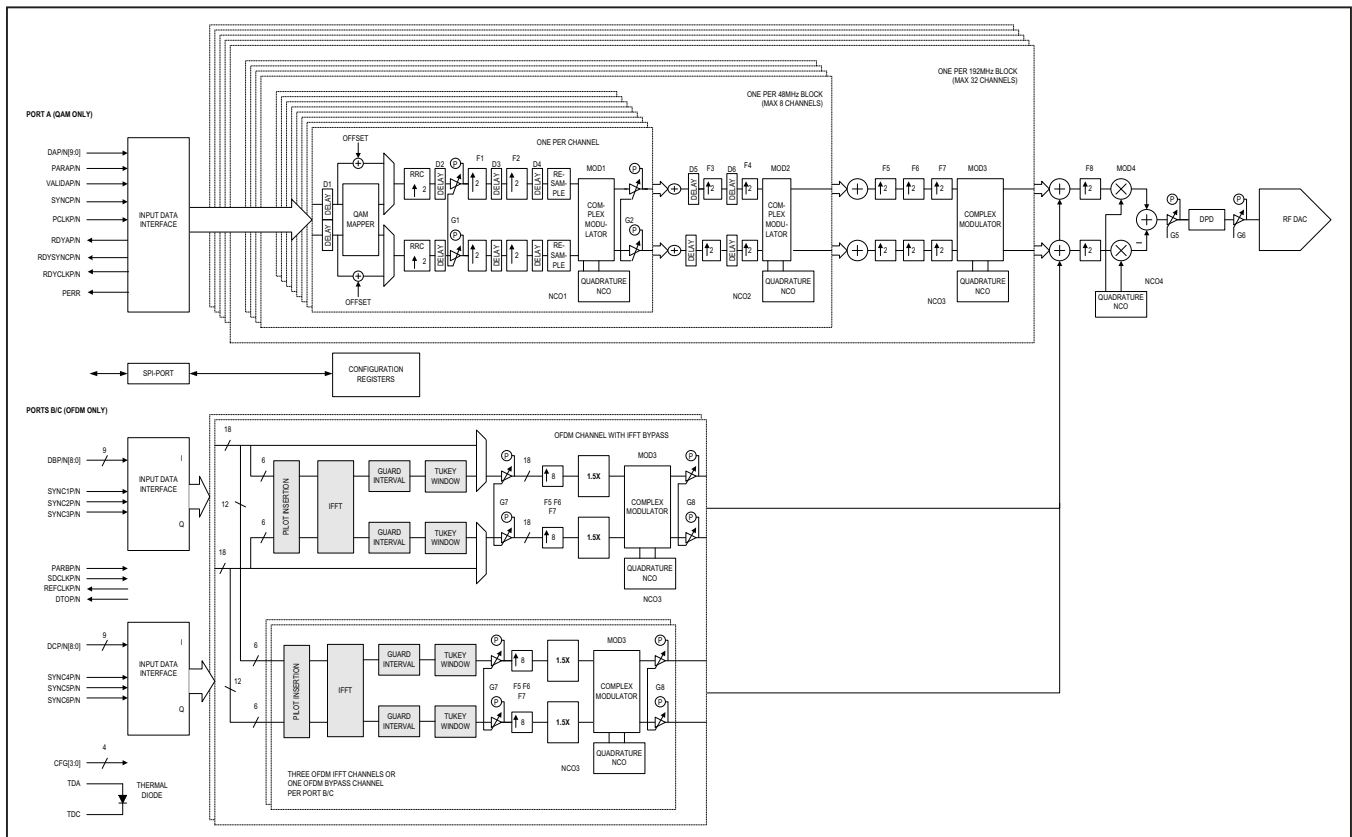 ONE PER 192MHz BLOCK
(MAX 32 CHANNELS)
ONE PER 48MHz BLOCK
(MAX 8 CHANNELS)
PORT A (QAM ONLY)
ONE PER CHANNEL
OFFSET
DAP/N[9:0]
PARAP/N
VALIDAP/N
SYNCP/N
PCLKP/N
RDYAP/N
RDYSYNCP/N
RDYCLKP/N
PERR
INPUT DATA
INTERFACE
D1
DELAY
DELAY
QAM
MAPPER
OFFSET
RRC
2
D2
DELAY
P
G1
F1
2
D3
DELAY
F2
2
D4
DELAY
RE-
SAM-
PLE
RRC
2
DELAY
P
2
DELAY
2
DELAY
RE-
SAM-
PLE
MOD1
COM-
PLEX
MODU-
LATOR
QUADRATURE
NCO
NCO1
P
G2
P
D5
DELAY
F3
2
D6
DELAY
F4
2
DELAY
2
DELAY
2
MOD2
COM-
PLEX
MODU-
LATOR
QUADRATURE
NCO
NCO2
F5
2
F6
2
F7
2
2
2
2
MOD3
COMPLEX
MODULATOR
QUADRATURE
NCO
NCO3
F8
2
2
MOD4
QUADRATURE
NCO
NCO4
P
G5
DPD
P
G6
RF DAC
SPI-PORT
CONFIGURATION
REGISTERS
PORTS B/C (OFDM ONLY)
DBP/N[8:0]
9
SYNC1P/N
SYNC2P/N
SYNC3P/N
INPUT DATA
INTERFACE
I
Q
PARBP/N
SDCLKP/N
REFCLKP/N
DTOP/N
DCP/N[8:0]
9
SYNC4P/N
SYNC5P/N
SYNC6P/N
INPUT DATA
INTERFACE
I
Q
CFG[3:0]
4
TDA
THERMAL
DIODE
TDC
OFDM CHANNEL WITH IFFT BYPASS
18
6
12
6
18
12
PILOT INSERTION
IFFT
GUARD
INTERVAL
TUKEY
WINDOW
GUARD
INTERVAL
TUKEY
WINDOW
P
G7
P
18
18
8
F5 F6
F7
8
1.5X
1.5X
MOD3
COMPLEX
MODULATOR
QUADRATURE
NCO
NCO3
P
G8
P
6
6
PILOT INSERTION
IFFT
GUARD
INTERVAL
TUKEY
WINDOW
GUARD
INTERVAL
TUKEY
WINDOW
P
G7
P
8
F5 F6
F7
8
1.5X
1.5X
MOD3
COMPLEX
MODULATOR
QUADRATURE
NCO
NCO3
P
G8
P
THREE OFDM IFFT CHANNELS OR
ONE OFDM BYPASS CHANNEL
PER PORT B/C